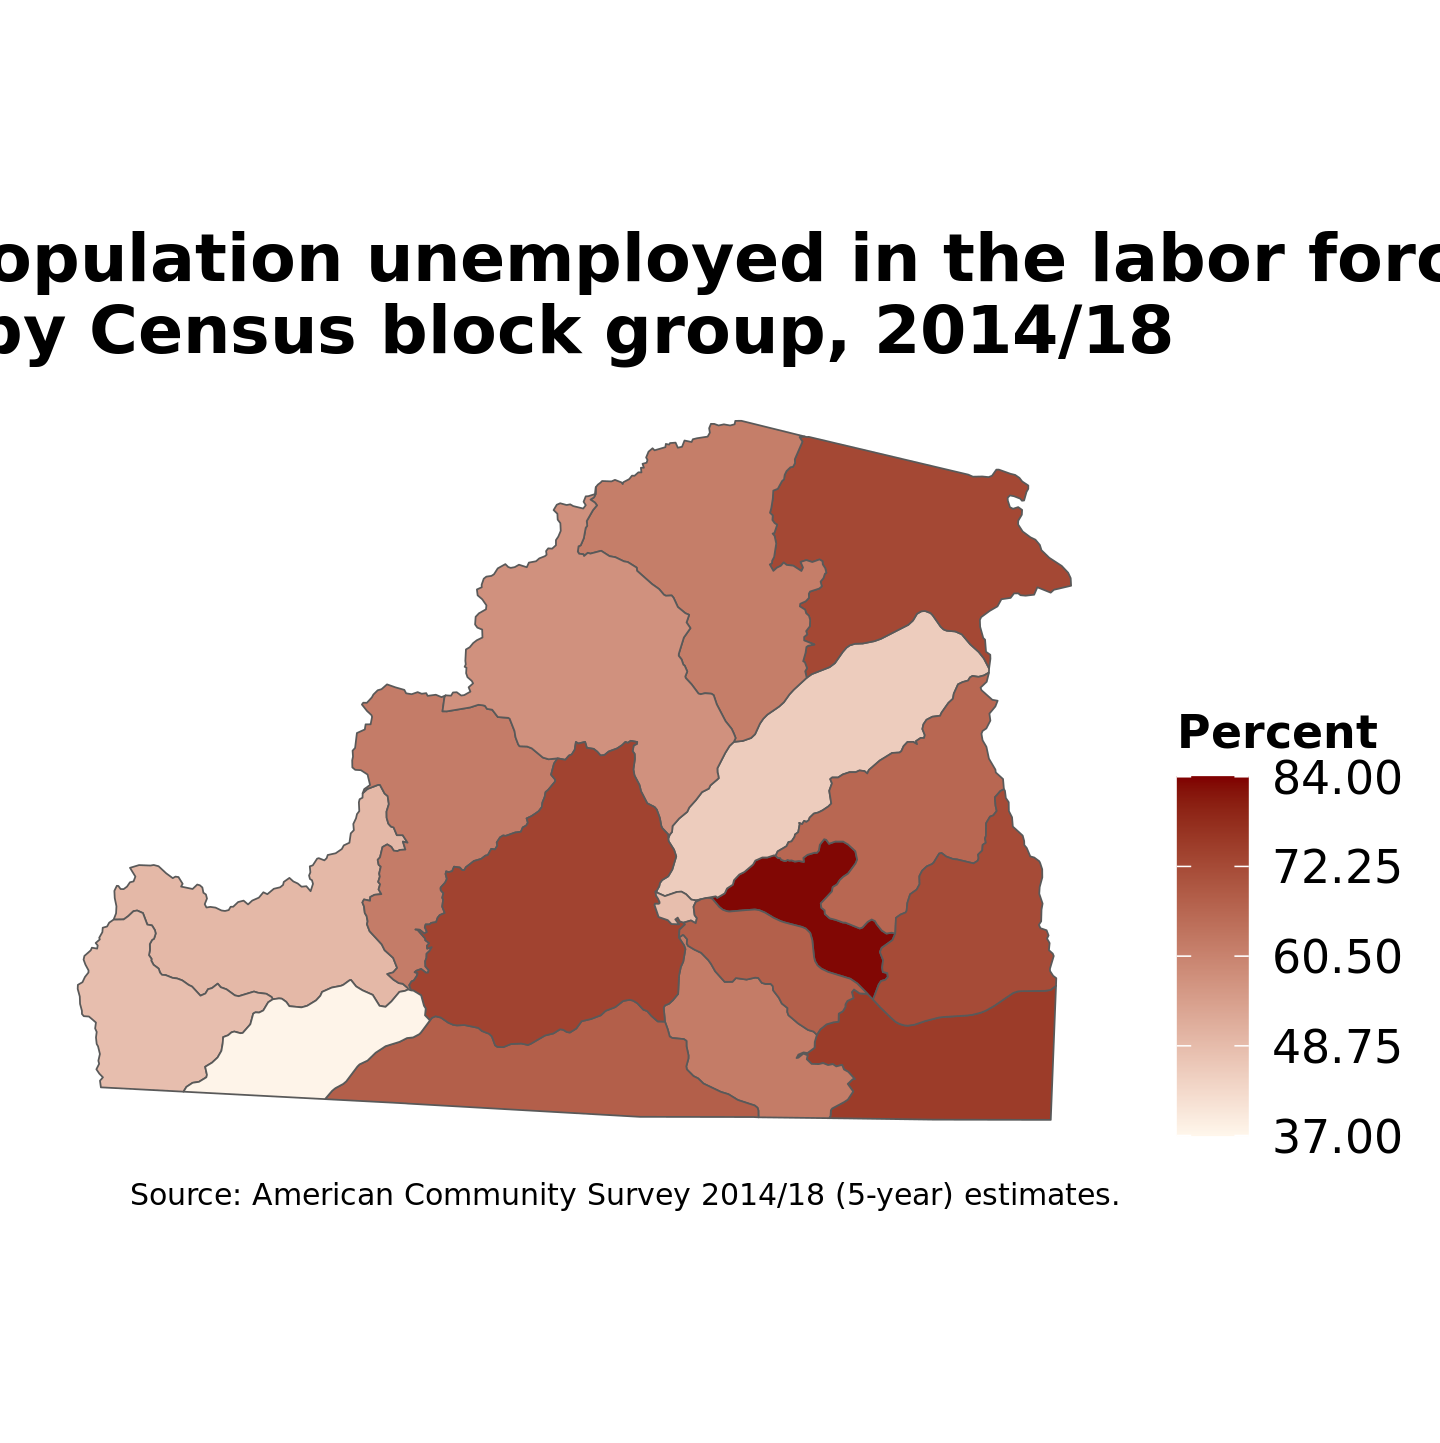 opulation unemployed in the labor forc
by Census block group, 2014/18
Percent
84.00
72.25
60.50
48.75
37.00
Source: American Community Survey 2014/18 (5-year) estimates.